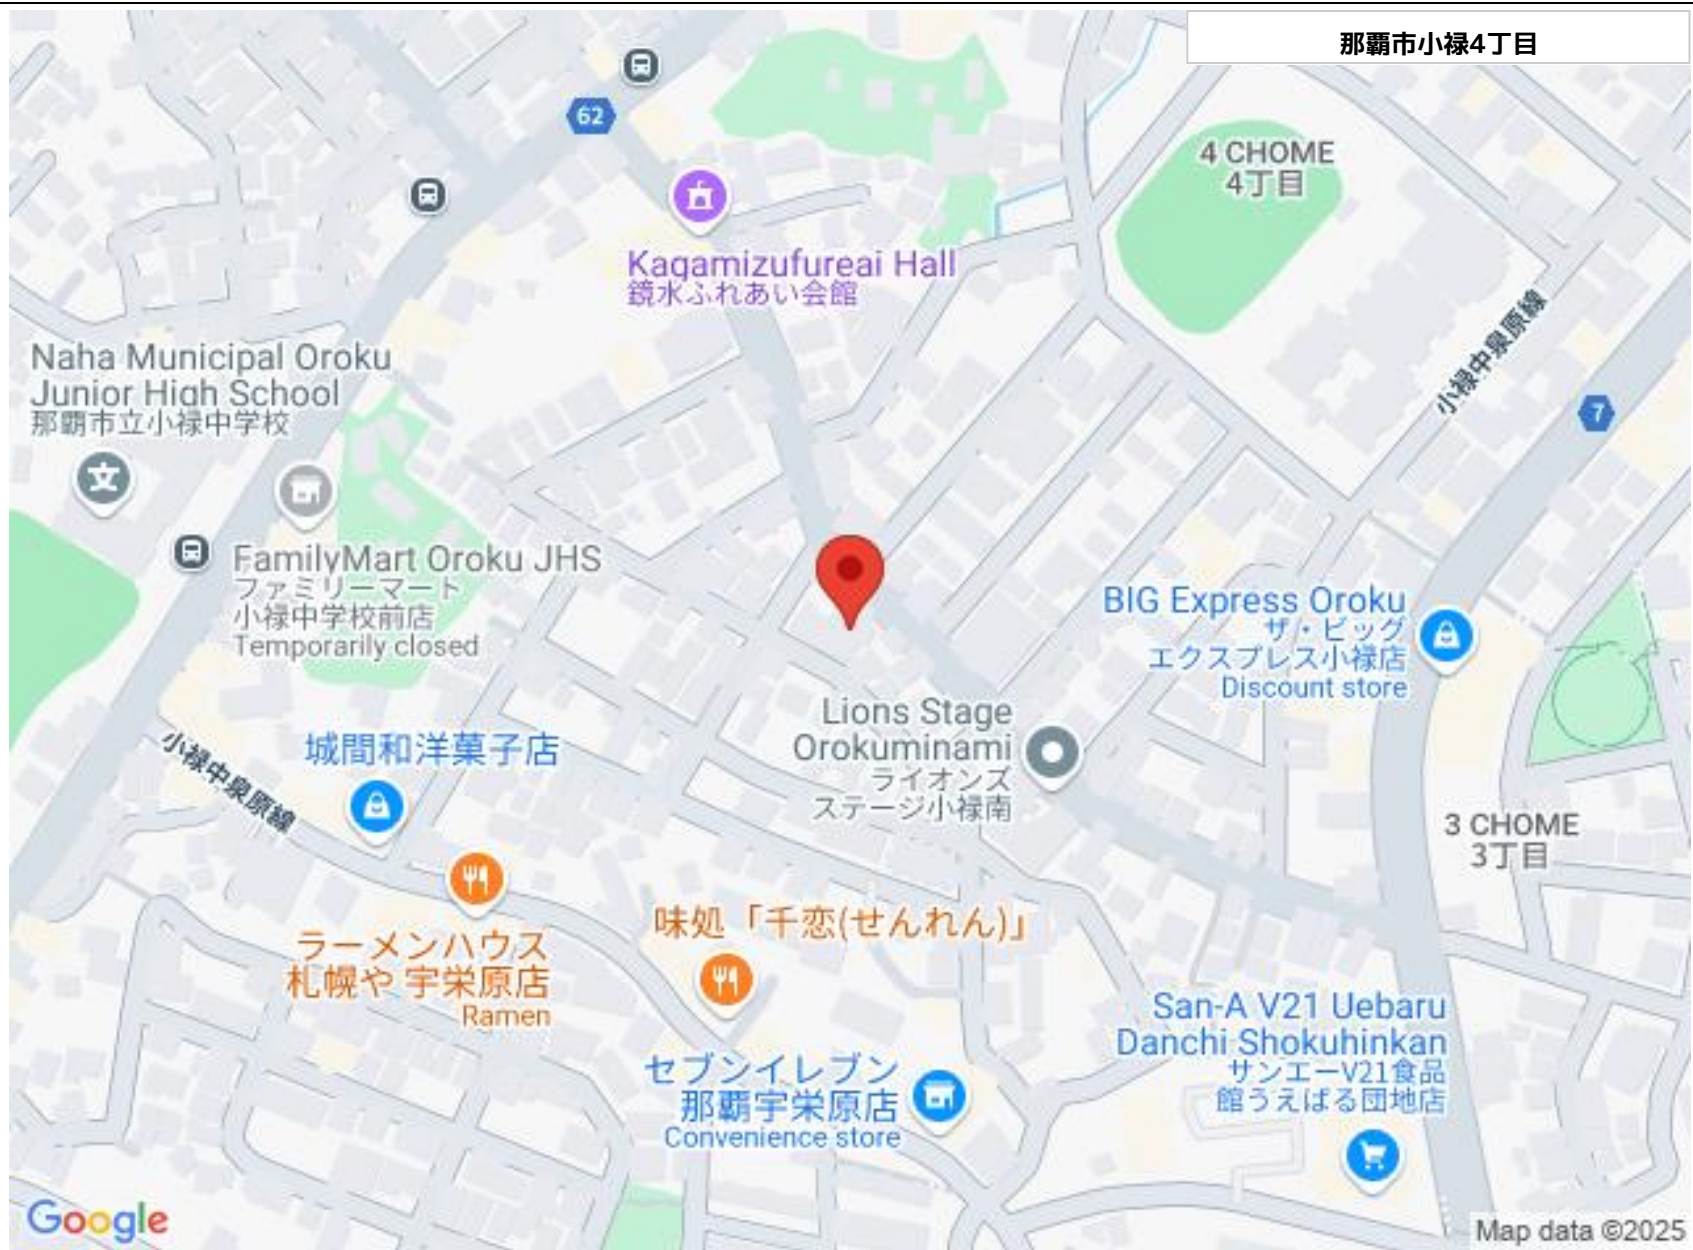 那覇市小禄4丁目
62
4 CHOME
4丁目
Kagamizufureai Hall
鏡水ふれあい会館
小禄中泉原線
Naha Municipal Oroku
Junior High School
那覇市立小禄中学校
7
FamilyMart Oroku JHS
ファミリーマート
小禄中学校前店
Temporarily closed
BIG Express Oroku
ザ・ビッグ
エクスプレス小禄店
Discount store
Lions Stage
Orokuminami
ライオンズ
ステージ小禄南
小禄中泉原線
城間和洋菓子店
3 CHOME
3丁目
味処「千恋(せんれん)」
ラーメンハウス
札幌や 宇栄原店
Ramen
San-A V21 Uebaru
Danchi Shokuhinkan
サンエーV21食品
館うえばる団地店
セブンイレブン
那覇宇栄原店
Convenience store
Google
Map data ©2025
文